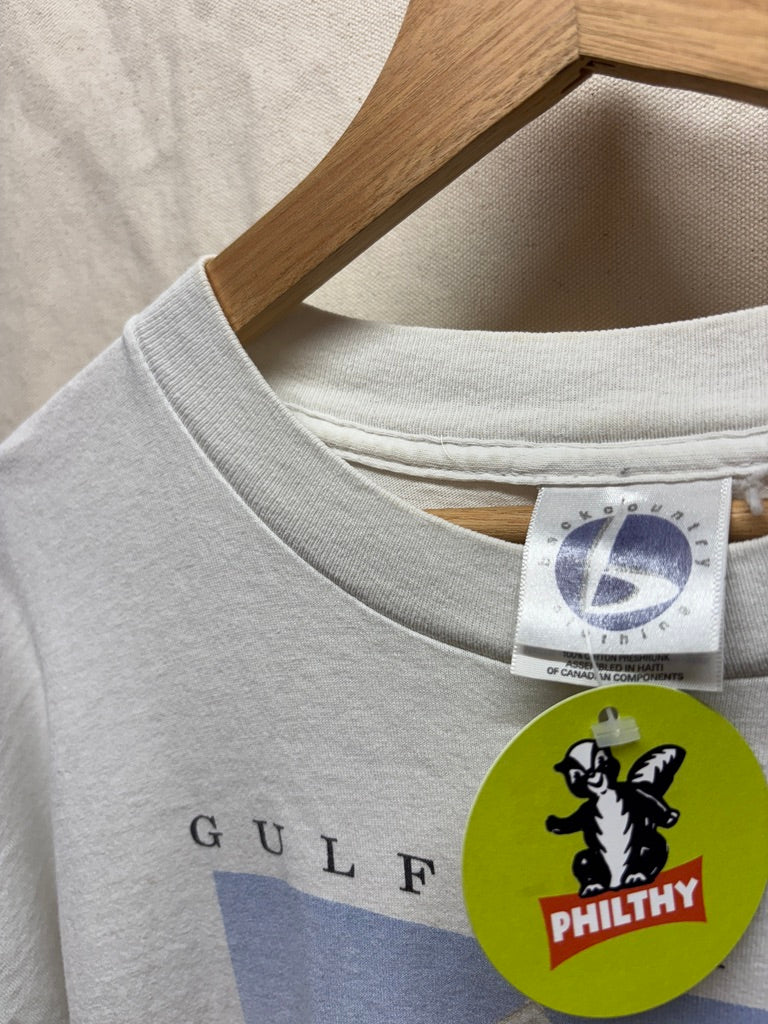 backcountry
clothing
100% COTTON PRESHRUNK
ASSEMBLED IN HAITI
OF CANADIAN COMPONENTS
GULF
PHILTHY